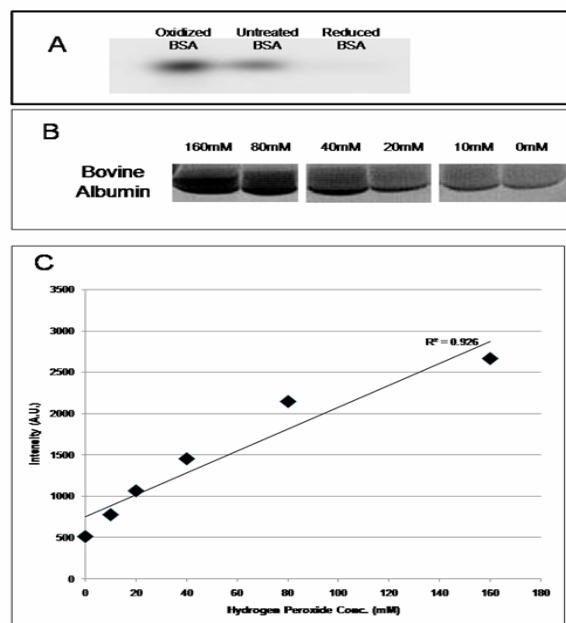 A
Oxidized BSA
Untreated BSA
Reduced BSA
B
160mM 80mM 40mM 20mM 10mM 0mM
Bovine
Albumin
C
3500
3000
2500
2000
1500
1000
500
0
Intensity (A.U.)
R² = 0.926
0 20 40 60 80 100 120 140 160 180
Hydrogen Peroxide Conc. (mM)